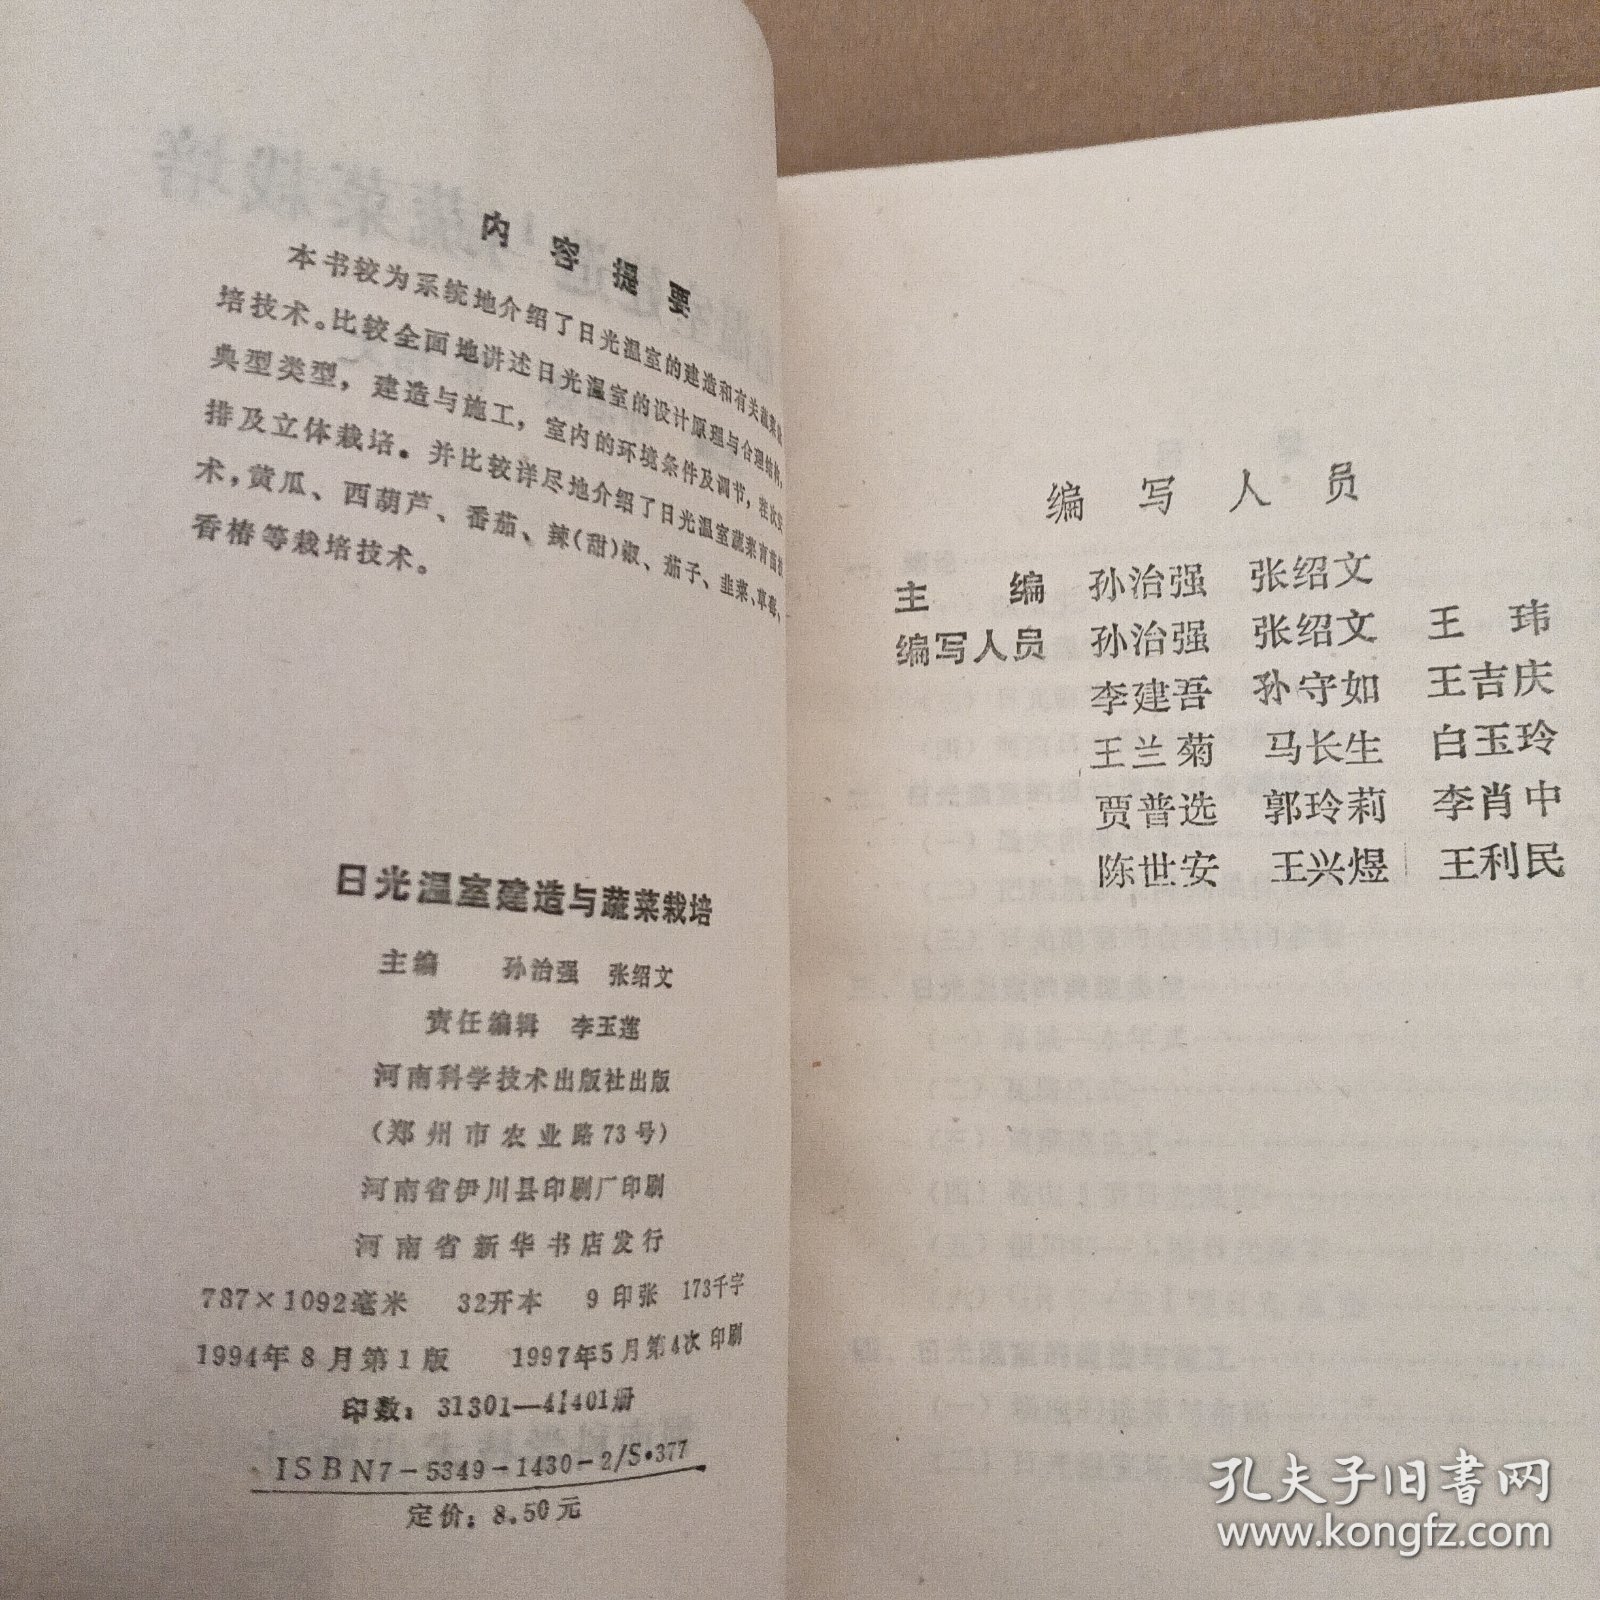 内容提要
本书较为系统地介绍了日光温室的建造和有关蔬菜
培技术。比较全面地讲述日光温室的设计原理与合理结构，
典型类型，建造与施工，室内的环境条件及调节，茬次安
排及立体栽培。并比较详尽地介绍了日光温室蔬菜育苗技
术，黄瓜、西葫芦、番茄、辣(甜)椒、茄子、韭菜、草莓、
香椿等栽培技术。
日光温室建造与蔬菜栽培
主编 孙治强 张绍文
责任编辑 李玉莲
河南科学技术出版社出版
(郑州市农业路73号)
河南省伊川县印刷厂印刷
河南省新华书店发行
787×1092毫米 32开本 9印张 173千字
1994年8月第1版 1997年5月第4次印刷
印数：31301—41401册
ISBN7-5349-1430-2/S·377
定价：8.50元
编写人员
主编 孙治强 张绍文
编写人员 孙治强 张绍文 王玮
李建吾 孙守如 王吉庆
王兰菊 马长生 白玉玲
贾普选 郭玲莉 李肖中
陈世安 王兴煜 王利民
孔夫子旧书网
www.kongfz.com